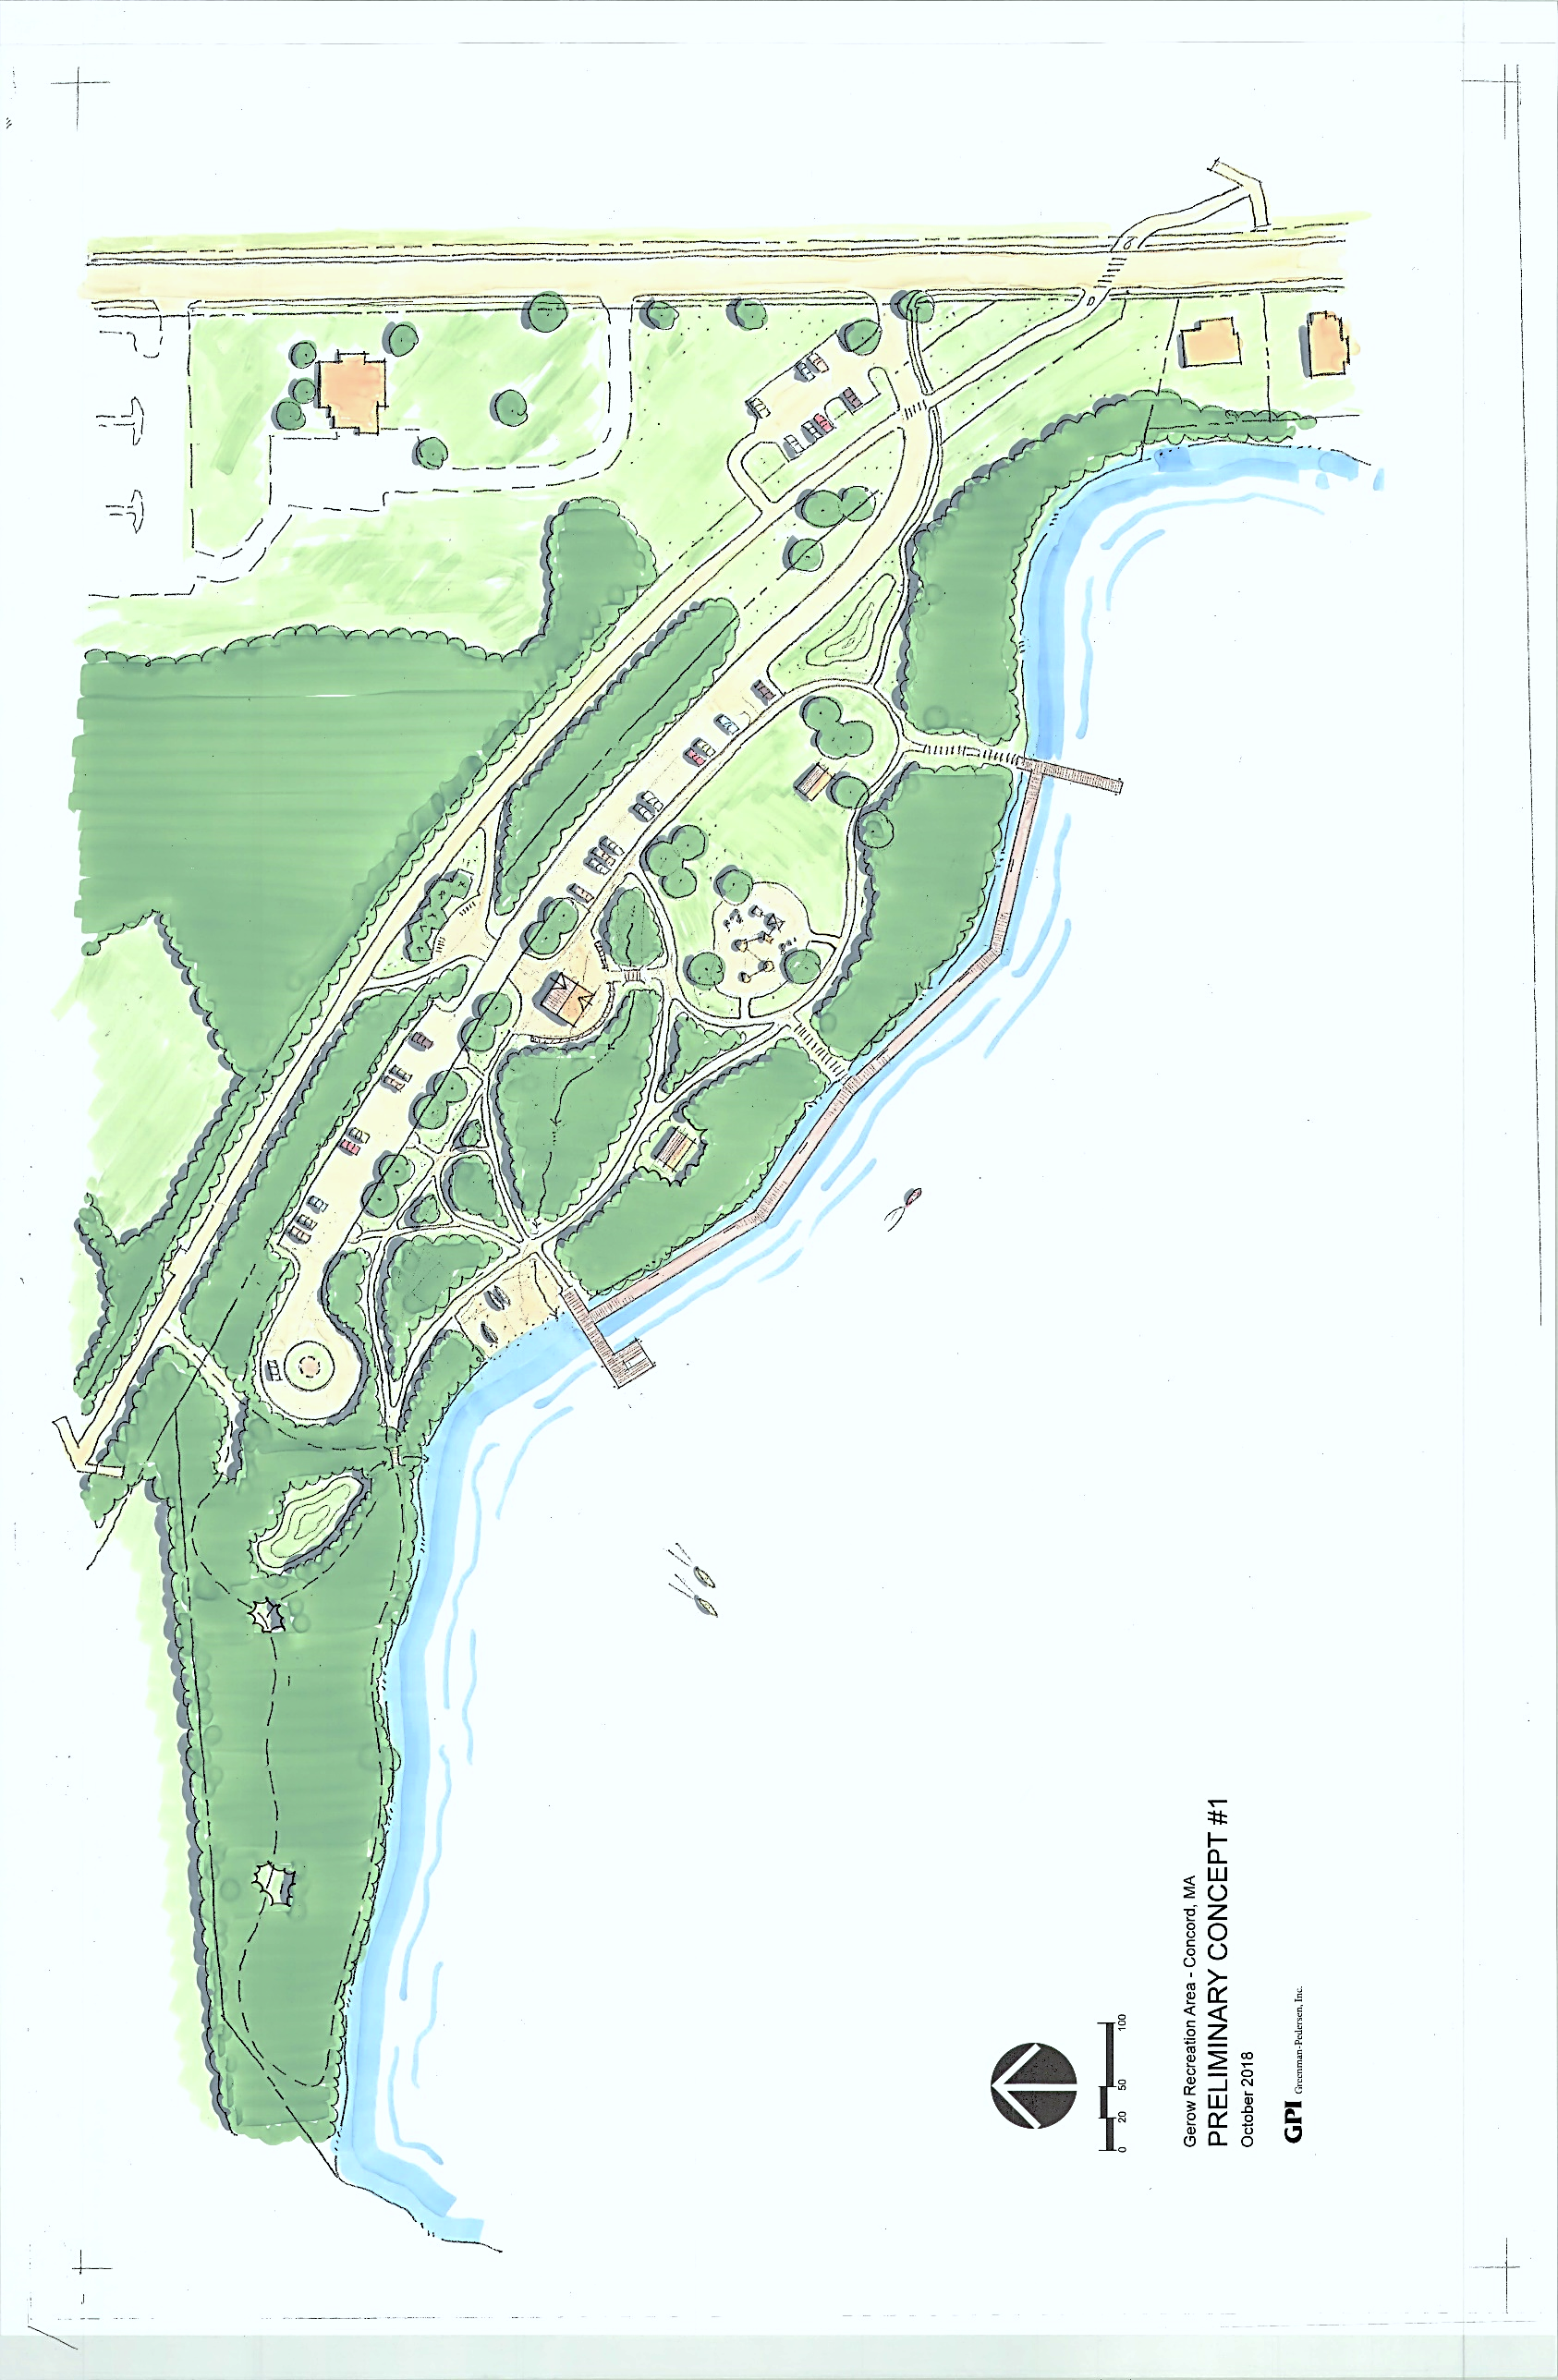 Gerow Recreation Area - Concord, MA
PRELIMINARY CONCEPT #1
October 2018
GPI Greenman-Pedersen, Inc.
0 20 50 100